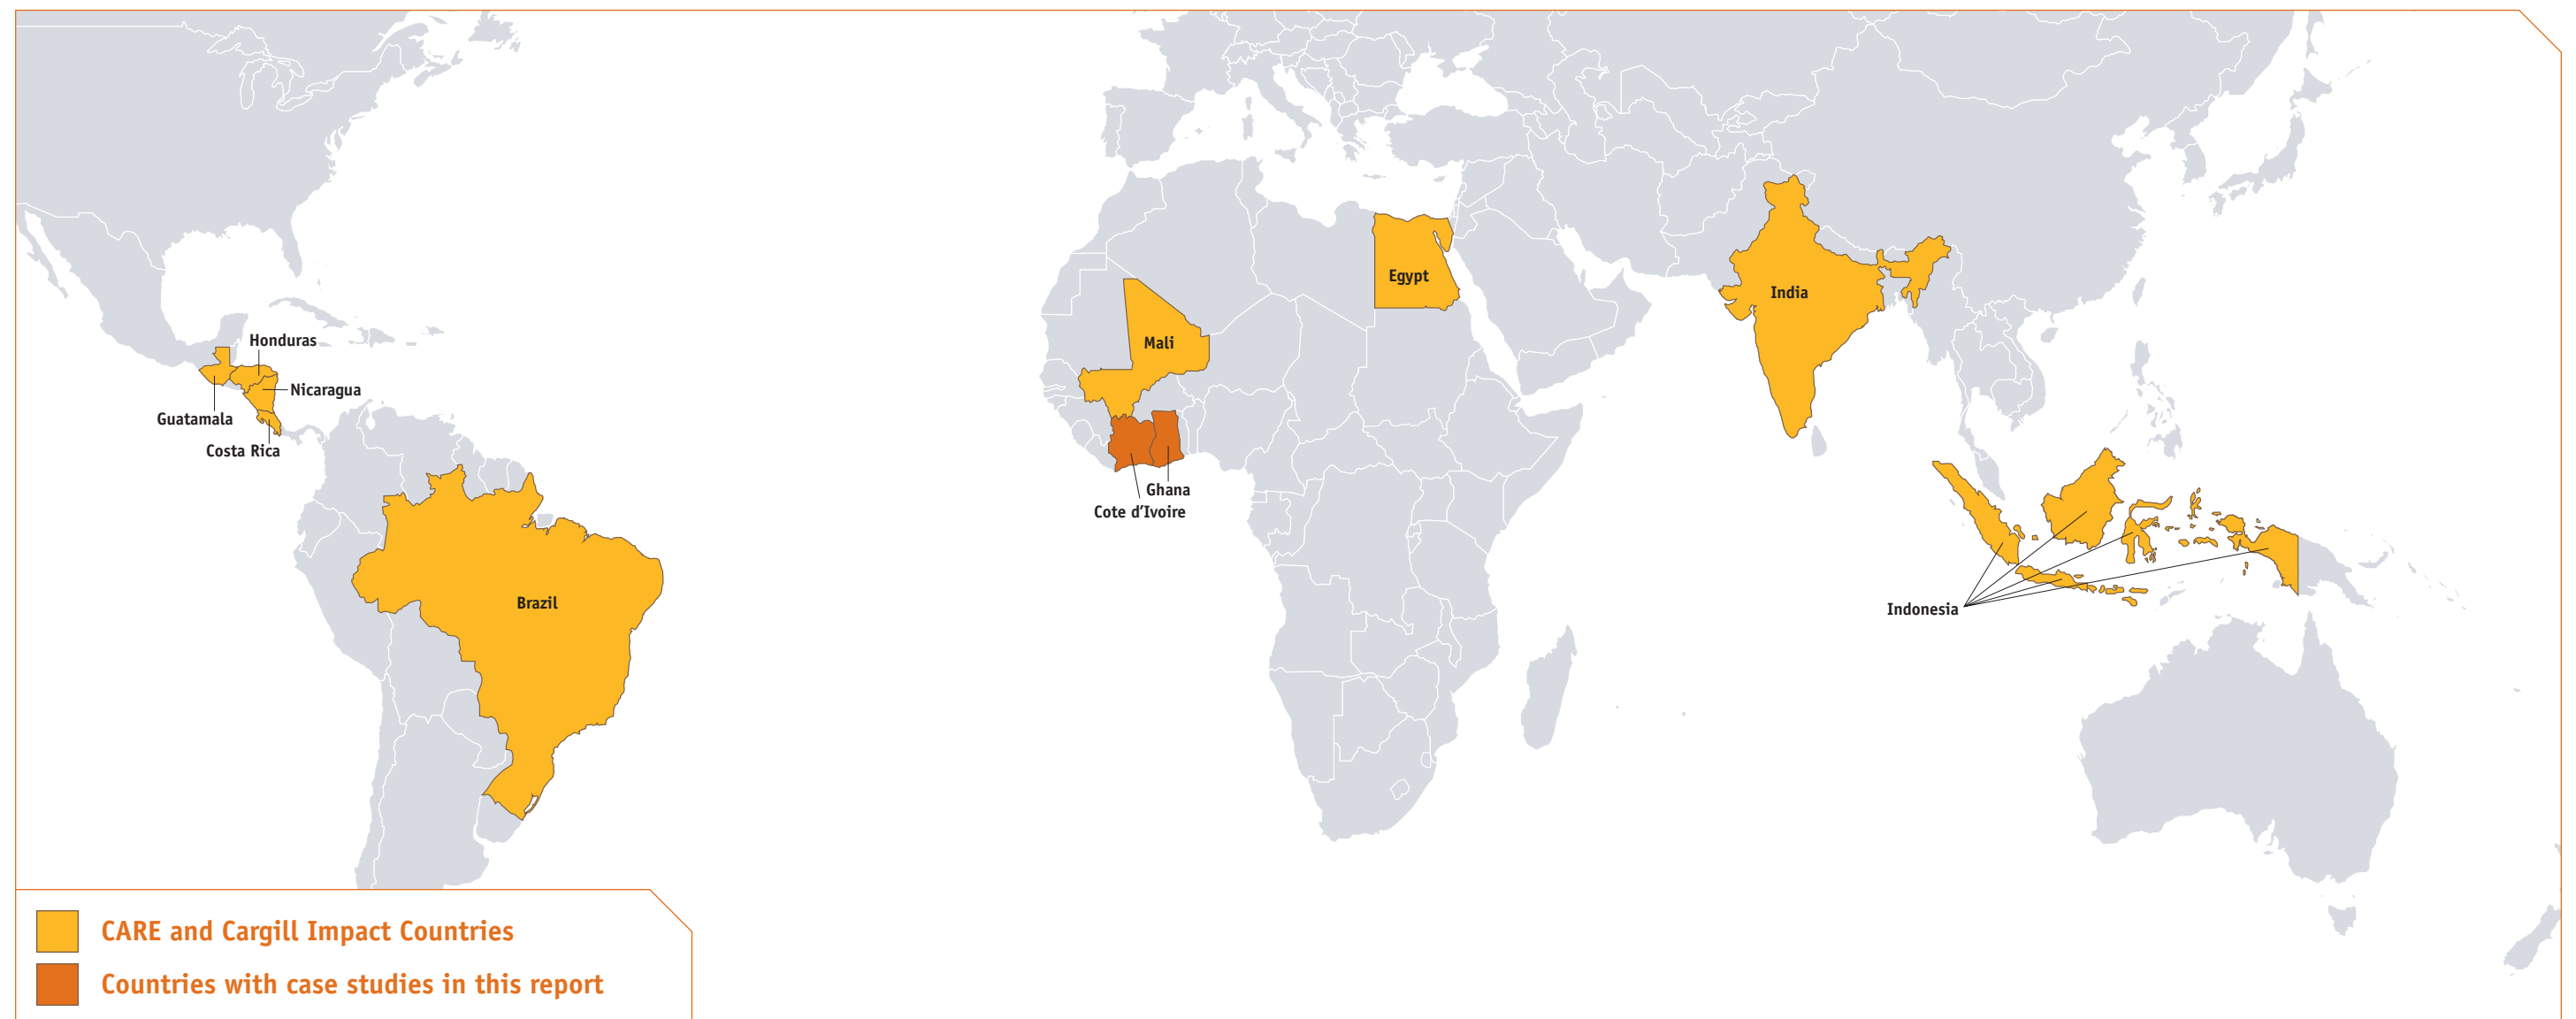 Honduras
Nicaragua
Guatamala
Costa Rica
Brazil
Mali
Egypt
India
Ghana
Cote d’Ivoire
Indonesia
CARE and Cargill Impact Countries
Countries with case studies in this report